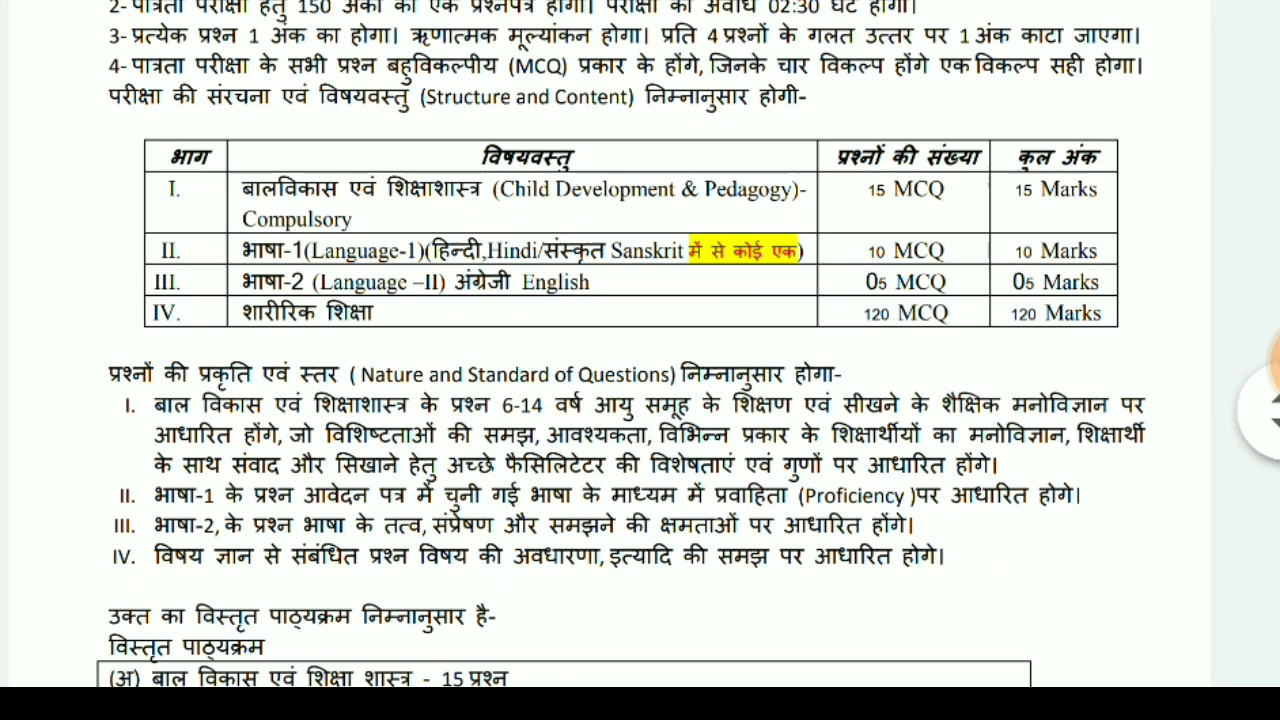 2- पात्रता परीक्षा हेतु 150 अंकों का एक प्रश्नपत्र होगा। परीक्षा की अवधि 02:30 घंटे होगी।
3- प्रत्येक प्रश्न 1 अंक का होगा। ऋणात्मक मूल्यांकन होगा। प्रति 4 प्रश्नों के गलत उत्तर पर 1 अंक काटा जाएगा।
4- पात्रता परीक्षा के सभी प्रश्न बहुविकल्पीय (MCQ) प्रकार के होंगे, जिनके चार विकल्प होंगे एक विकल्प सही होगा।
परीक्षा की संरचना एवं विषयवस्तु (Structure and Content) निम्नानुसार होगी-
भाग विषयवस्तु प्रश्नों की संख्या कुल अंक
I. बालविकास एवं शिक्षाशास्त्र (Child Development & Pedagogy)- 15 MCQ 15 Marks
Compulsory
II. भाषा-1(Language-1)(हिन्दी,Hindi/संस्कृत Sanskrit में से कोई एक) 10 MCQ 10 Marks
III. भाषा-2 (Language –II) अंग्रेजी English 05 MCQ 05 Marks
IV. शारीरिक शिक्षा 120 MCQ 120 Marks
प्रश्नों की प्रकृति एवं स्तर ( Nature and Standard of Questions) निम्नानुसार होगा-
I. बाल विकास एवं शिक्षाशास्त्र के प्रश्न 6-14 वर्ष आयु समूह के शिक्षण एवं सीखने के शैक्षिक मनोविज्ञान पर
आधारित होंगे, जो विशिष्टताओं की समझ, आवश्यकता, विभिन्न प्रकार के शिक्षार्थीयों का मनोविज्ञान, शिक्षार्थी
के साथ संवाद और सिखाने हेतु अच्छे फैसिलिटेटर की विशेषताएं एवं गुणों पर आधारित होंगे।
II. भाषा-1 के प्रश्न आवेदन पत्र में चुनी गई भाषा के माध्यम में प्रवाहिता (Proficiency )पर आधारित होगे।
III. भाषा-2, के प्रश्न भाषा के तत्व, संप्रेषण और समझने की क्षमताओं पर आधारित होंगे।
IV. विषय ज्ञान से संबंधित प्रश्न विषय की अवधारणा, इत्यादि की समझ पर आधारित होगे।
उक्त का विस्तृत पाठ्यक्रम निम्नानुसार है-
विस्तृत पाठ्यक्रम
(अ) बाल विकास एवं शिक्षा शास्त्र - 15 प्रश्न